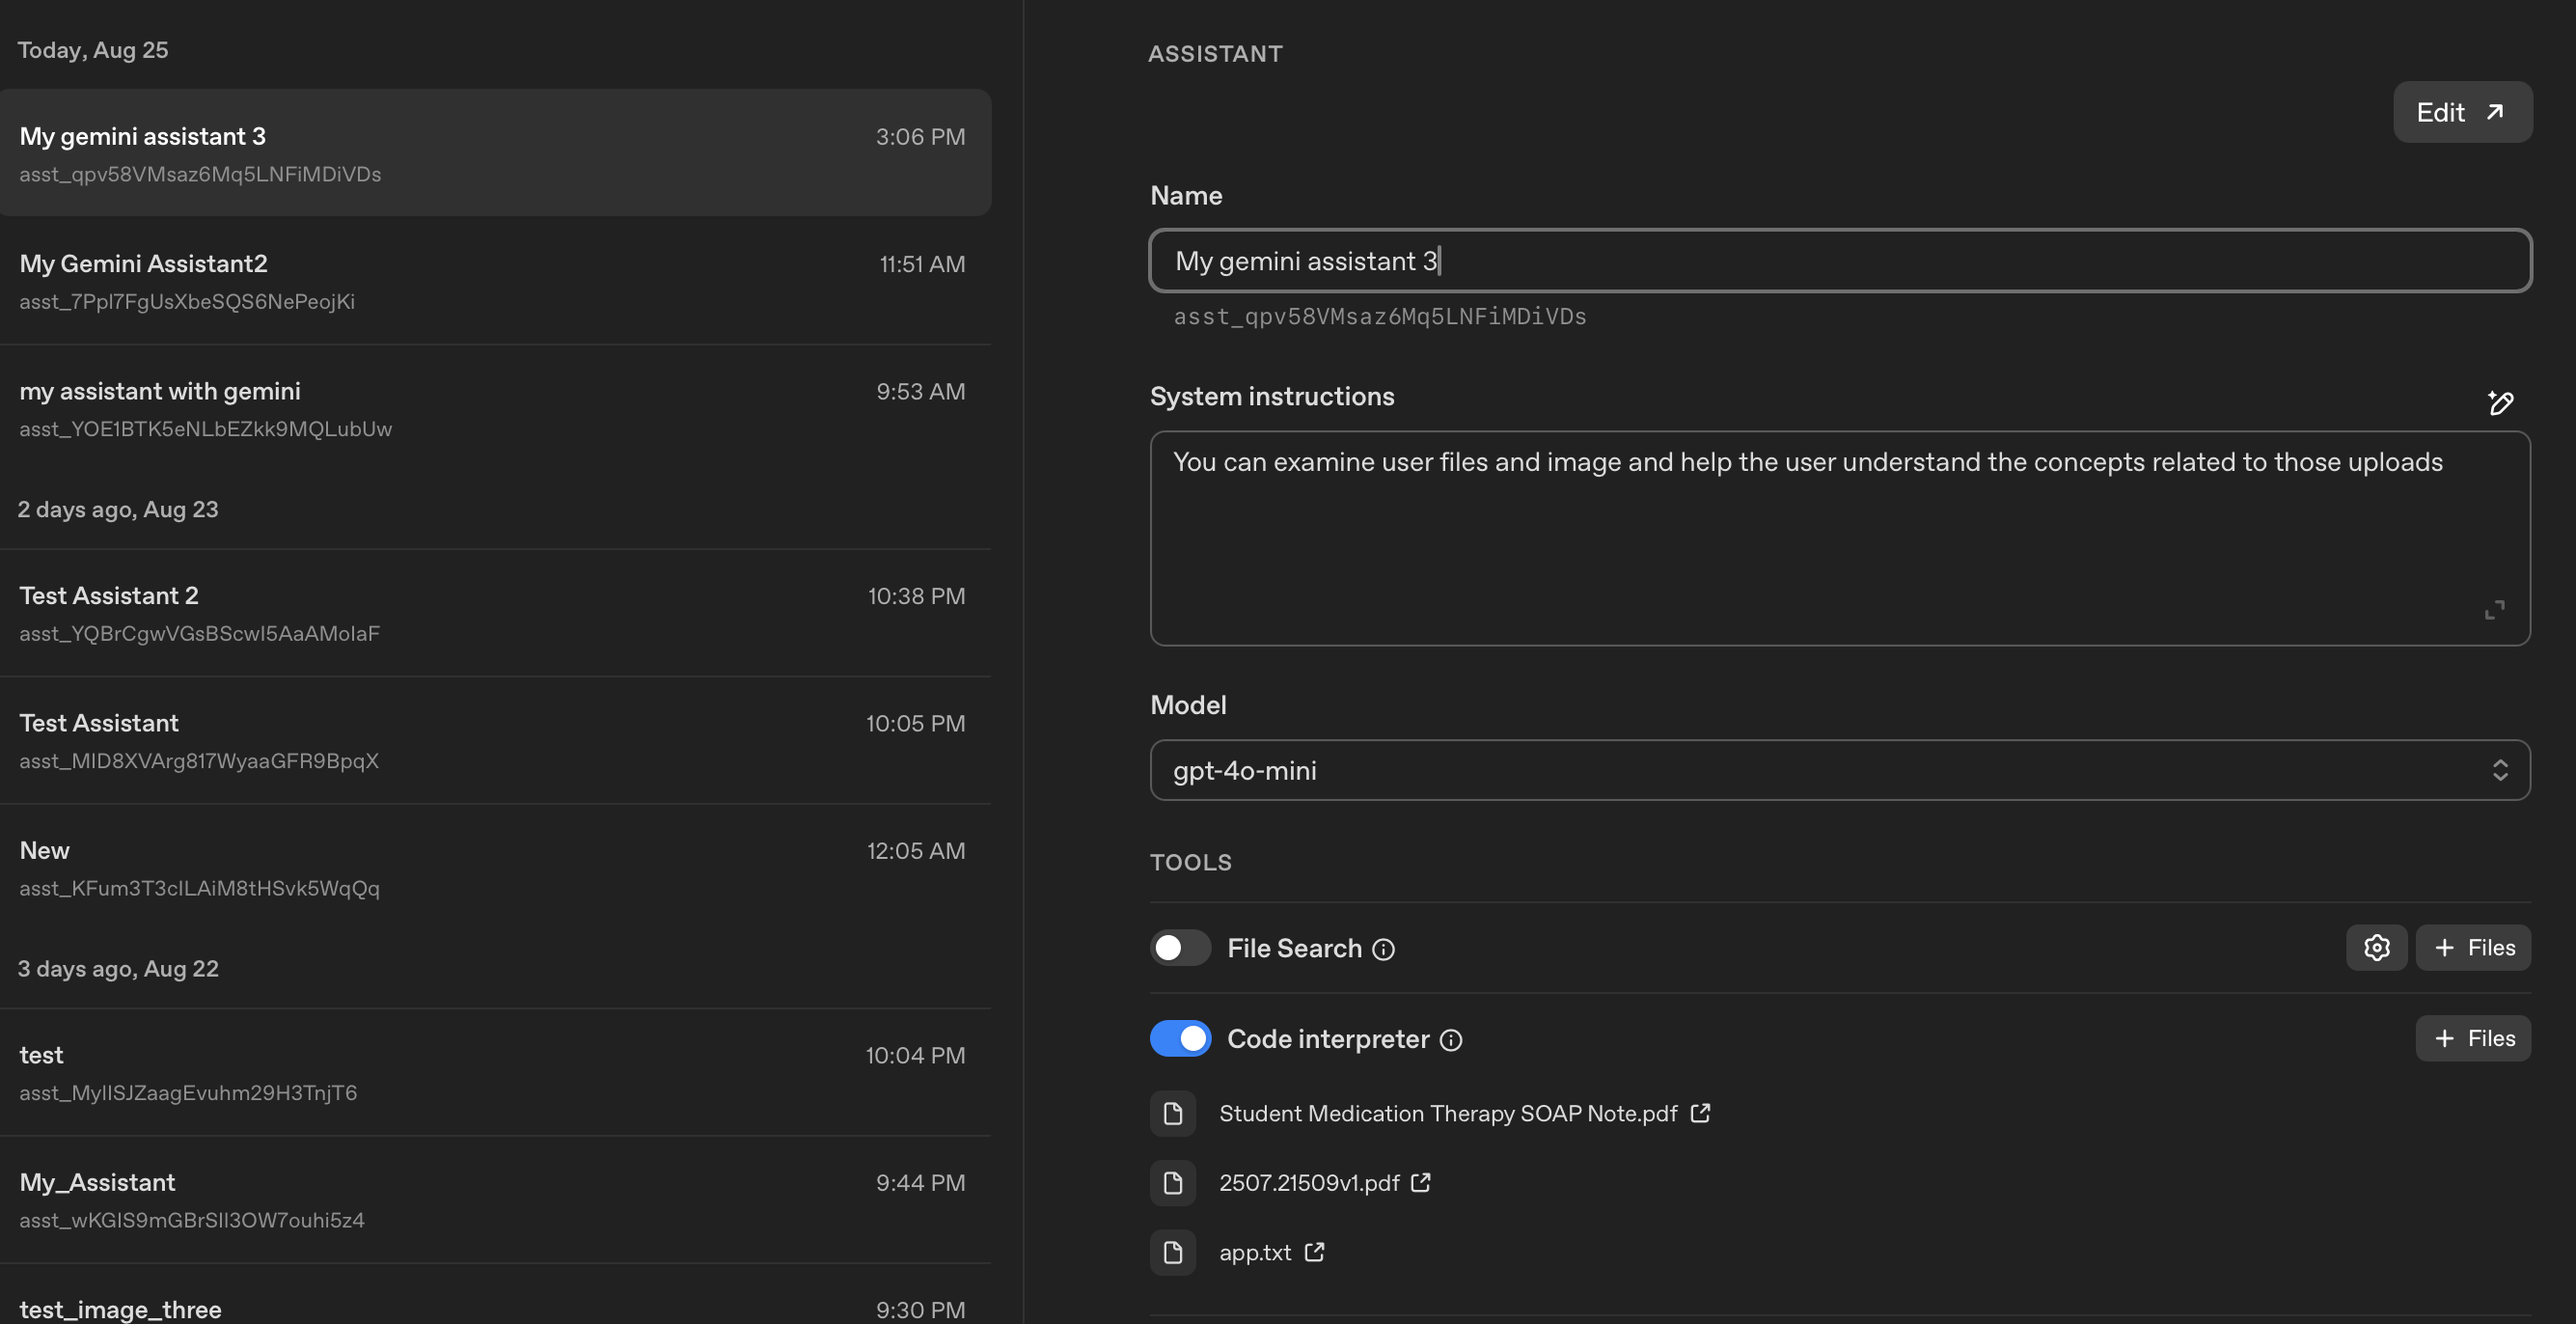 Today, Aug 25
My gemini assistant 3
3:06 PM
asst_qpv58VMsaz6Mq5LNFiMDiVDs
My Gemini Assistant2
11:51 AM
asst_7Ppl7FgUsXbeSQS6NePeojKi
my assistant with gemini
9:53 AM
asst_YOE1BTK5eNLbEZkk9MQLubUw
2 days ago, Aug 23
Test Assistant 2
10:38 PM
asst_YQBrCgwVGsBScwI5AaAMolaF
Test Assistant
10:05 PM
asst_MID8XVArg817WyaaGFR9BpqX
New
12:05 AM
asst_KFum3T3cILAiM8tHSvk5WqQq
3 days ago, Aug 22
test
10:04 PM
asst_MylISJZaagEvuhm29H3TnjT6
My_Assistant
9:44 PM
asst_wKGIS9mGBrSII3OW7ouhi5z4
test_image_three
9:30 PM
ASSISTANT
Edit
Name
My gemini assistant 3
asst_qpv58VMsaz6Mq5LNFiMDiVDs
System instructions
You can examine user files and image and help the user understand the concepts related to those uploads
Model
gpt-4o-mini
TOOLS
File Search
Files
Code interpreter
Files
Student Medication Therapy SOAP Note.pdf
2507.21509v1.pdf
app.txt